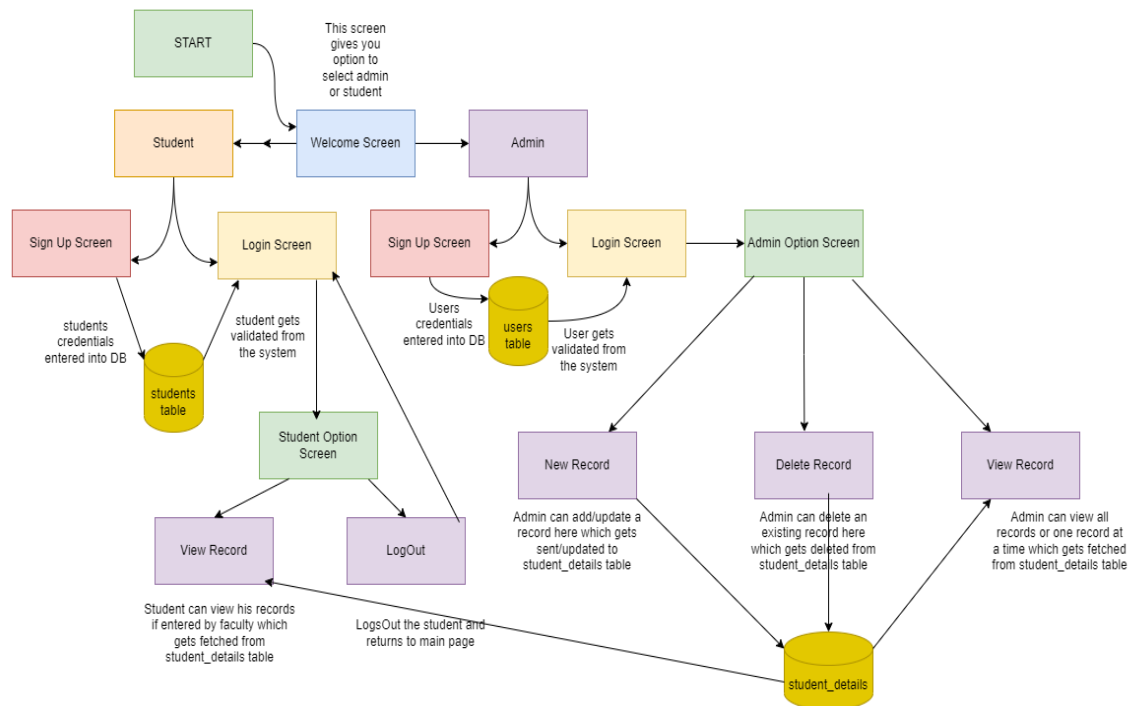 START
This screen
gives you
option to
select admin
or student
Student
Welcome Screen
Admin
Sign Up Screen
Login Screen
Sign Up Screen
Login Screen
Admin Option Screen
students
credentials
entered into DB
student gets
validated from
the system
students
table
Users
credentials
entered into DB
users
table
User gets
validated from
the system
Student Option
Screen
New Record
Delete Record
View Record
View Record
LogOut
Admin can add/update a
record here which gets
sent/updated to
student_details table
Admin can delete an
existing record here
which gets deleted from
student_details table
Admin can view all
records or one record at
a time which gets fetched
from student_details table
Student can view his records
if entered by faculty which
gets fetched from
student_details table
LogsOut the student and
returns to main page
student_details